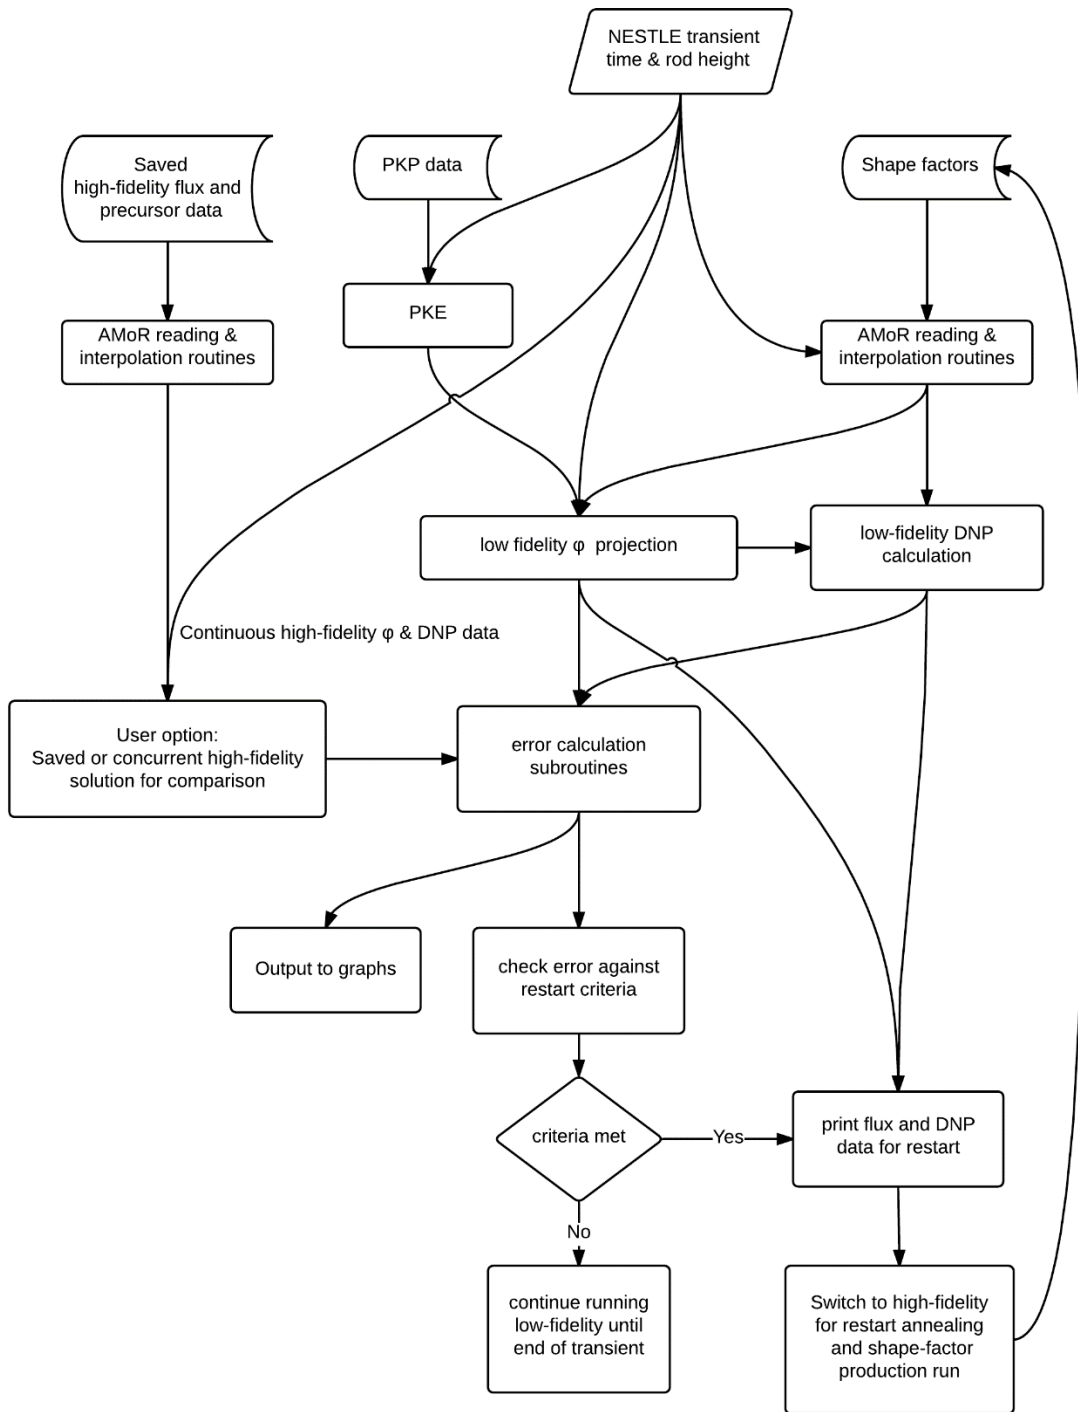 NESTLE transient
time & rod height
Saved
high-fidelity flux and
precursor data
PKP data
Shape factors
PKE
AMoR reading &
interpolation routines
AMoR reading &
interpolation routines
low fidelity φ projection
low-fidelity DNP
calculation
Continuous high-fidelity φ & DNP data
User option:
Saved or concurrent high-fidelity
solution for comparison
error calculation
subroutines
Output to graphs
check error against
restart criteria
criteria met
Yes
print flux and DNP
data for restart
No
continue running
low-fidelity until
end of transient
Switch to high-fidelity
for restart annealing
and shape-factor
production run